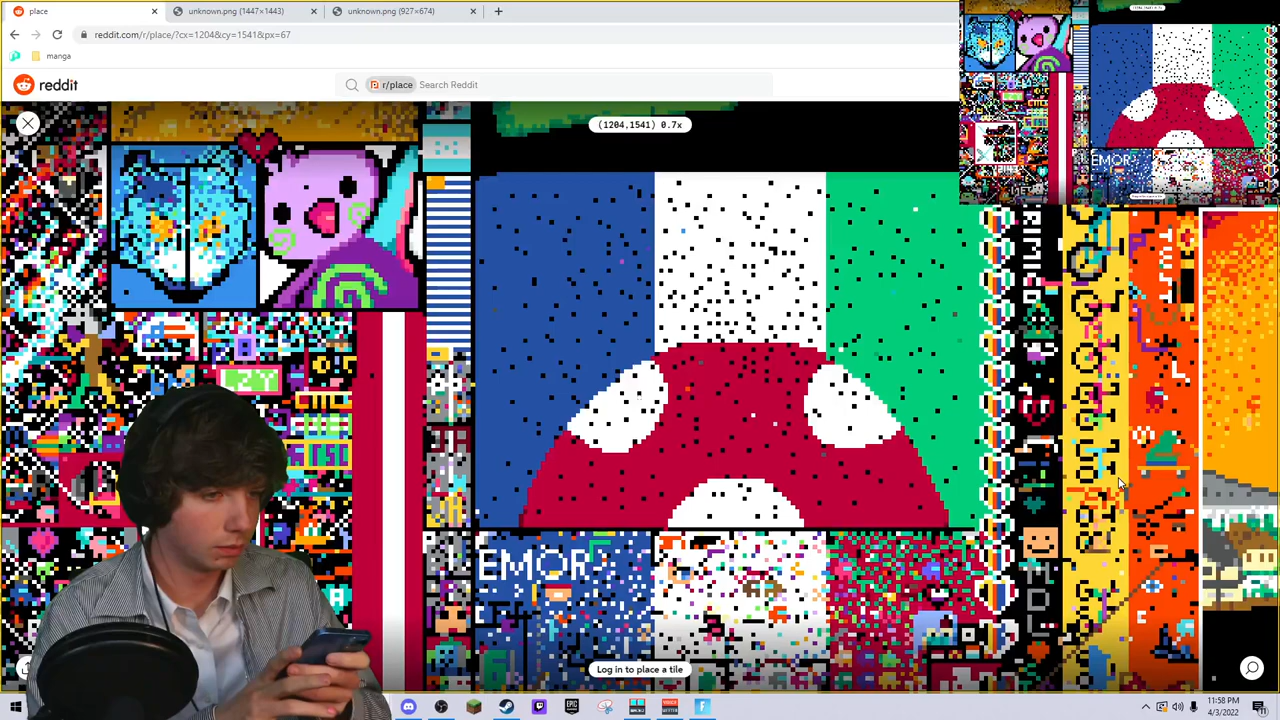 place
unknown.png (1447×1443)
unknown.png (927×674)
reddit.com/r/place/?cx=1204&cy=1541&px=67
manga
reddit
r/place
Search Reddit
(1204,1541) 0.7x
EMOR
EMOR
Log in to place a tile
11:58 PM
4/3/2022